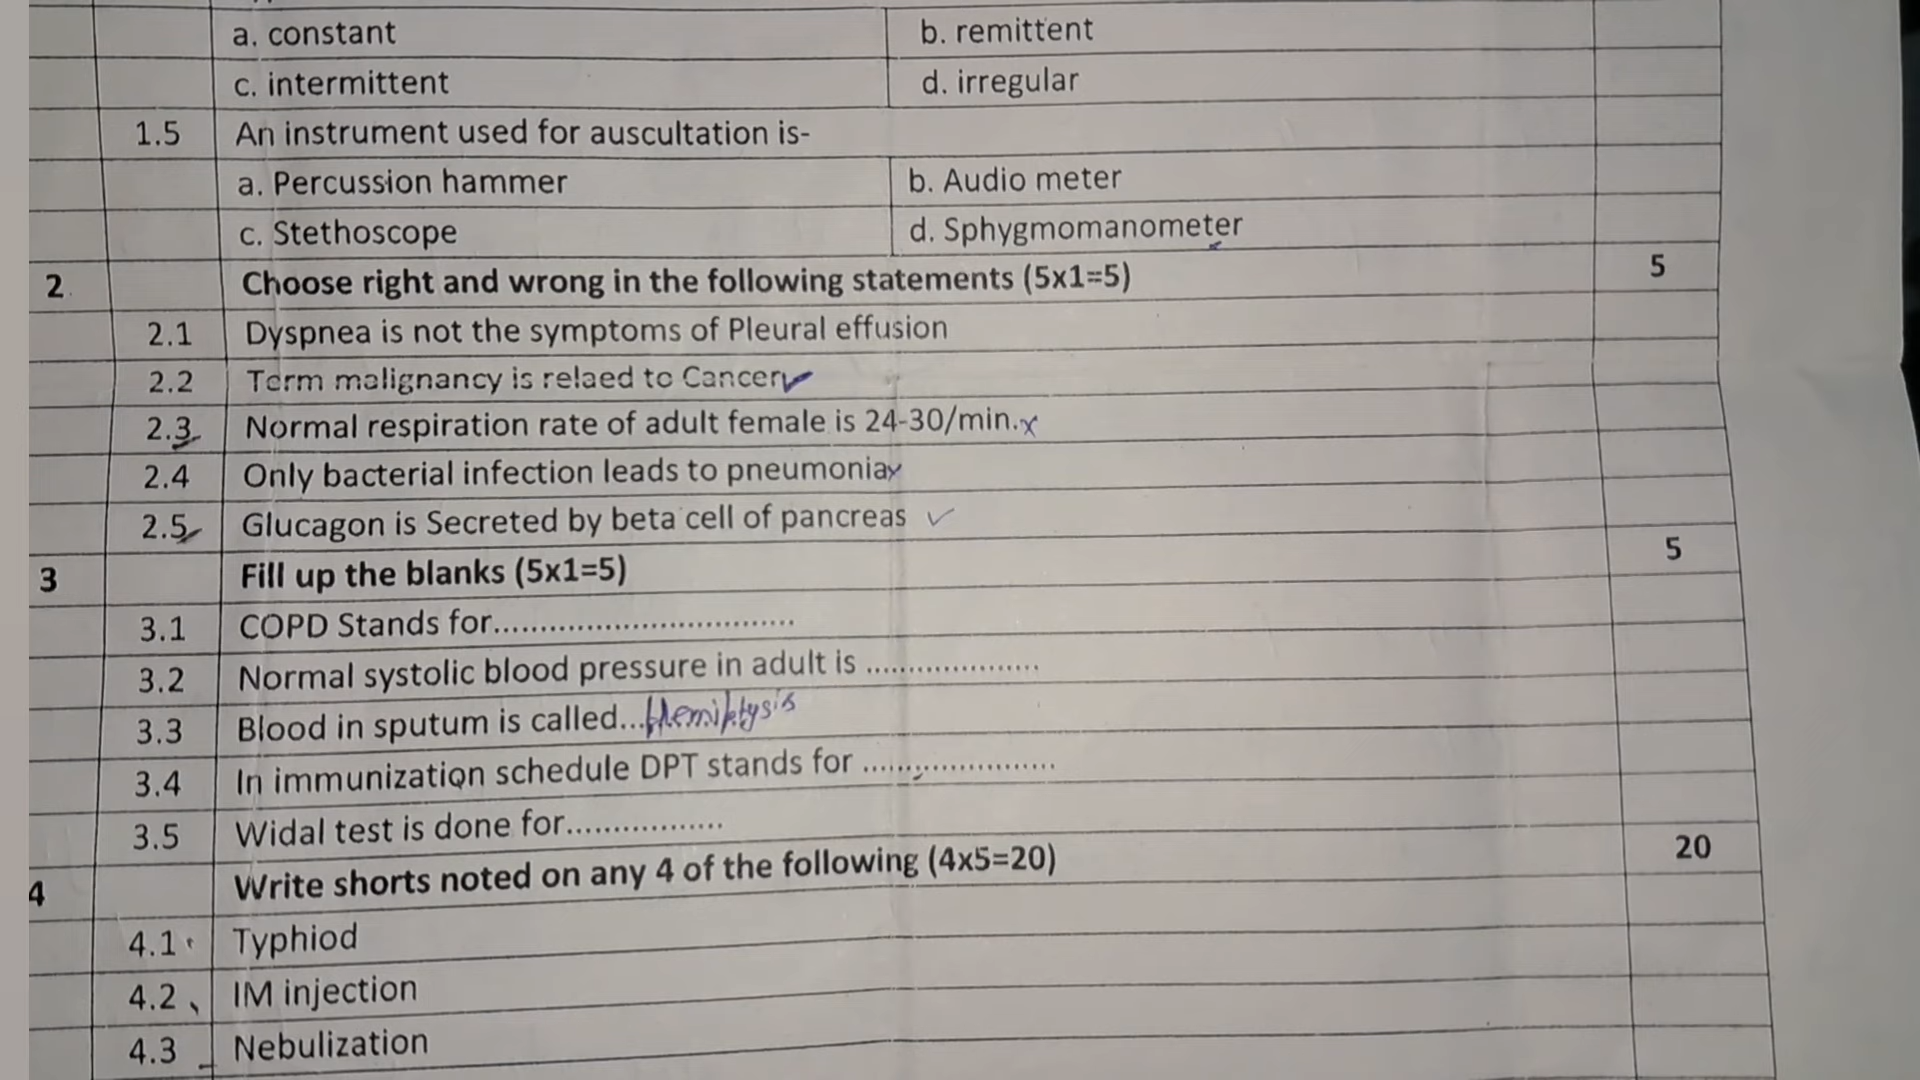 a. constant b. remittent
c. intermittent d. irregular
1.5 An instrument used for auscultation is-
a. Percussion hammer b. Audio meter
c. Stethoscope d. Sphygmomanometer
2 Choose right and wrong in the following statements (5x1=5) 5
2.1 Dyspnea is not the symptoms of Pleural effusion
2.2 Term malignancy is relaed to Cancer ✓
2.3 Normal respiration rate of adult female is 24-30/min. x
2.4 Only bacterial infection leads to pneumonia x
2.5 Glucagon is Secreted by beta cell of pancreas ✓
3 Fill up the blanks (5x1=5) 5
3.1 COPD Stands for.................................
3.2 Normal systolic blood pressure in adult is ...................
3.3 Blood in sputum is called...Hemiptysis
3.4 In immunization schedule DPT stands for .....................
3.5 Widal test is done for.................
4 Write shorts noted on any 4 of the following (4x5=20) 20
4.1 Typhiod
4.2 IM injection
4.3 Nebulization